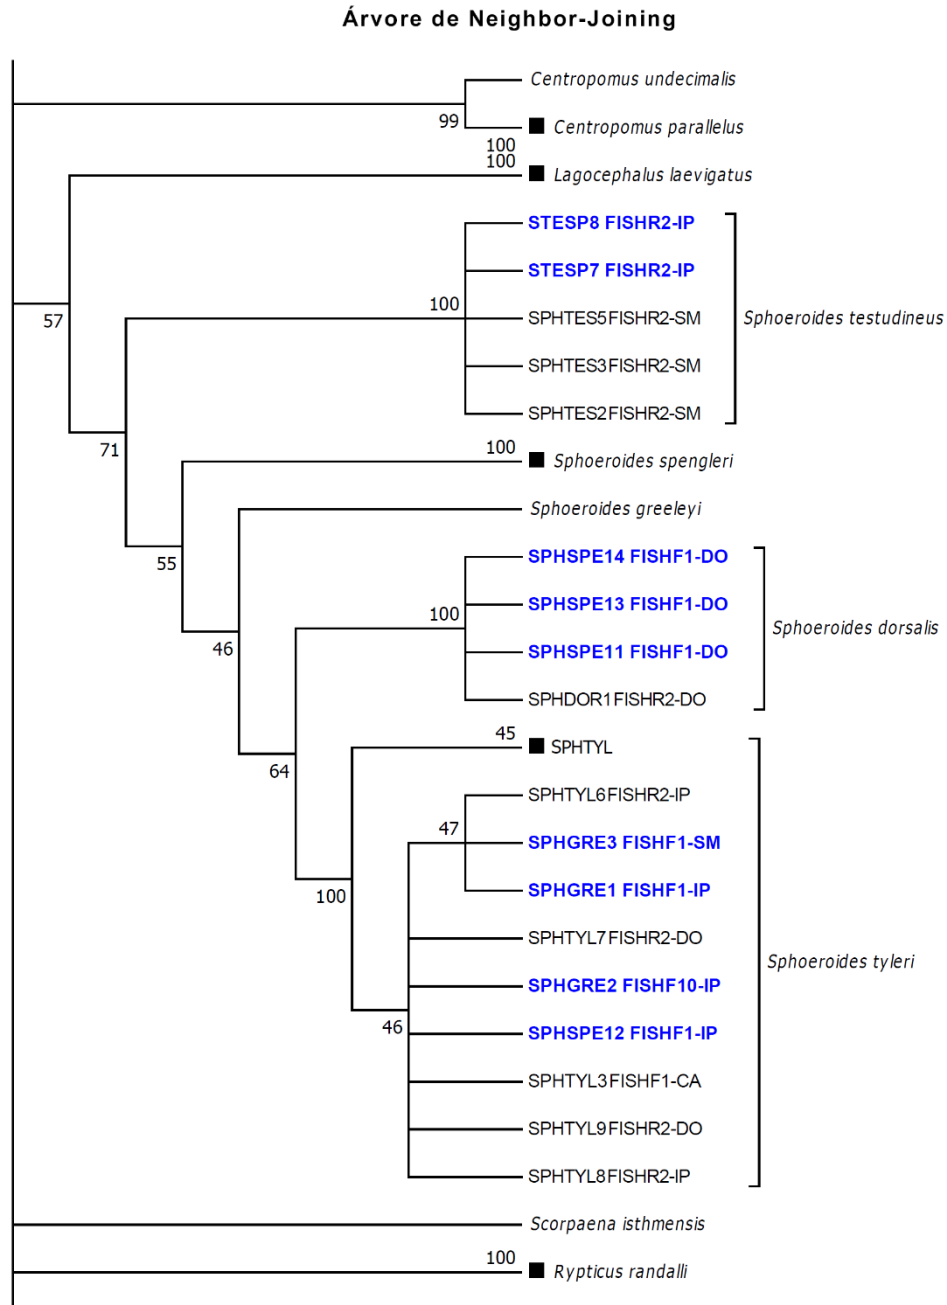 Árvore de Neighbor-Joining
Centropomus undecimalis
99
Centropomus parallelus
100
100
Lagocephalus laevigatus
STESP8 FISHR2-IP
STESP7 FISHR2-IP
100
57
SPHTES5FISHR2-SM
Sphoeroides testudineus
SPHTES3FISHR2-SM
SPHTES2FISHR2-SM
71
100
Sphoeroides spengleri
Sphoeroides greeleyi
55
SPHSPE14 FISHF1-DO
SPHSPE13 FISHF1-DO
100
Sphoeroides dorsalis
46
SPHSPE11 FISHF1-DO
SPHDOR1FISHR2-DO
45
SPHTYL
64
SPHTYL6FISHR2-IP
47
SPHGRE3 FISHF1-SM
SPHGRE1 FISHF1-IP
100
SPHTYL7FISHR2-DO
Sphoeroides tyleri
SPHGRE2 FISHF10-IP
46
SPHSPE12 FISHF1-IP
SPHTYL3FISHF1-CA
SPHTYL9FISHR2-DO
SPHTYL8FISHR2-IP
Scorpaena isthmensis
100
Rypticus randalli